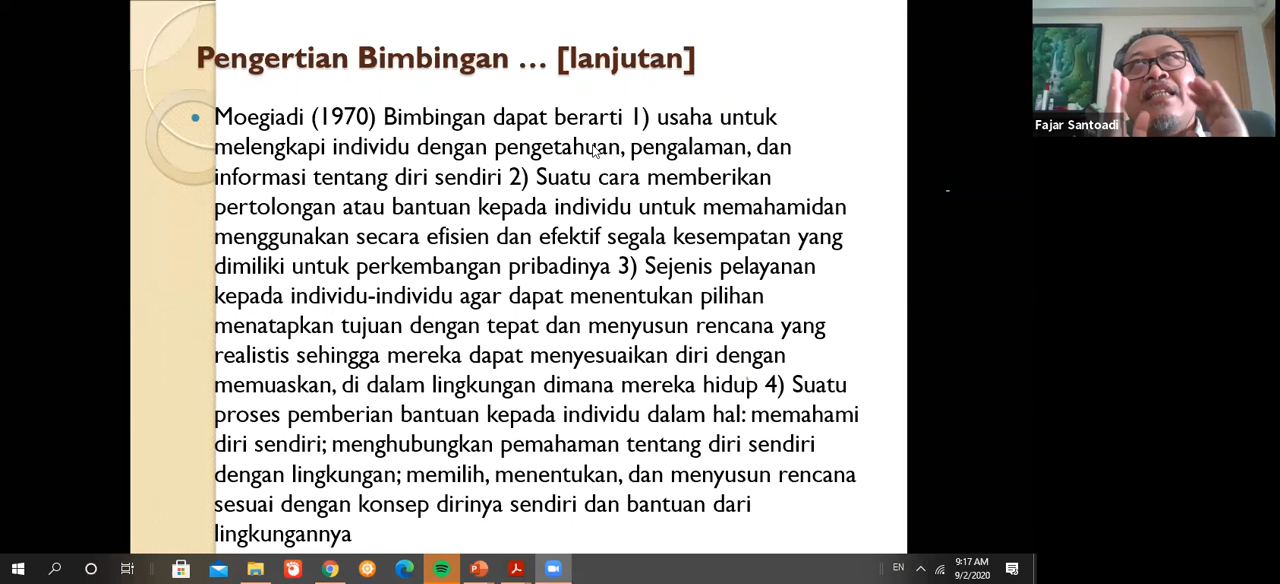 Pengertian Bimbingan ... [lanjutan]
Moegiadi (1970) Bimbingan dapat berarti 1) usaha untuk
melengkapi individu dengan pengetahuan, pengalaman, dan
informasi tentang diri sendiri 2) Suatu cara memberikan
pertolongan atau bantuan kepada individu untuk memahamidan
menggunakan secara efisien dan efektif segala kesempatan yang
dimiliki untuk perkembangan pribadinya 3) Sejenis pelayanan
kepada individu-individu agar dapat menentukan pilihan
menatapkan tujuan dengan tepat dan menyusun rencana yang
realistis sehingga mereka dapat menyesuaikan diri dengan
memuaskan, di dalam lingkungan dimana mereka hidup 4) Suatu
proses pemberian bantuan kepada individu dalam hal: memahami
diri sendiri; menghubungkan pemahaman tentang diri sendiri
dengan lingkungan; memilih, menentukan, dan menyusun rencana
sesuai dengan konsep dirinya sendiri dan bantuan dari
lingkungannya
Fajar Santoadi
EN
9:17 AM
9/2/2020